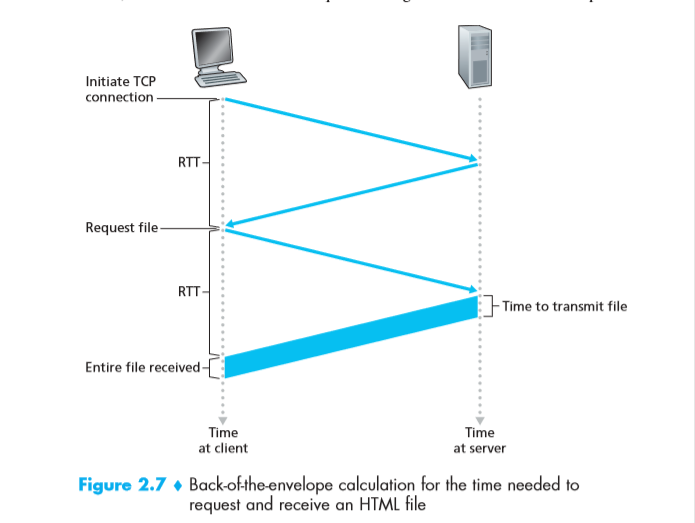 Initiate TCP
connection
RTT
Request file
RTT
Time to transmit file
Entire file received
Time
at client
Time
at server
Figure 2.7 ♦ Back-of-the-envelope calculation for the time needed to
request and receive an HTML file